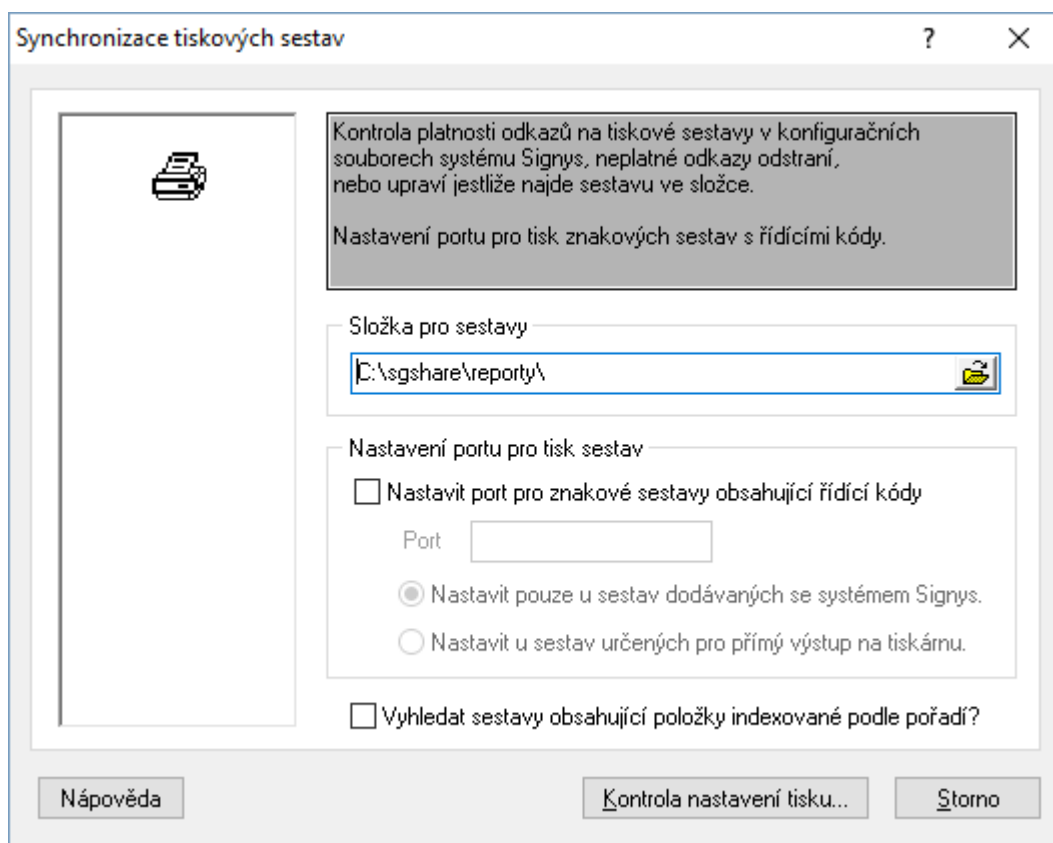 Synchronizace tiskových sestav
Kontrola platnosti odkazů na tiskové sestavy v konfiguračních
souborech systému Signys, neplatné odkazy odstraní,
nebo upraví jestliže najde sestavu ve složce.
Nastavení portu pro tisk znakových sestav s řídícími kódy.
Složka pro sestavy
C:\sgshare\reporty\
Nastavení portu pro tisk sestav
Nastavit port pro znakové sestavy obsahující řídící kódy
Port
Nastavit pouze u sestav dodávaných se systémem Signys.
Nastavit u sestav určených pro přímý výstup na tiskárnu.
Vyhledat sestavy obsahující položky indexované podle pořadí?
Nápověda
Kontrola nastavení tisku...
Storno